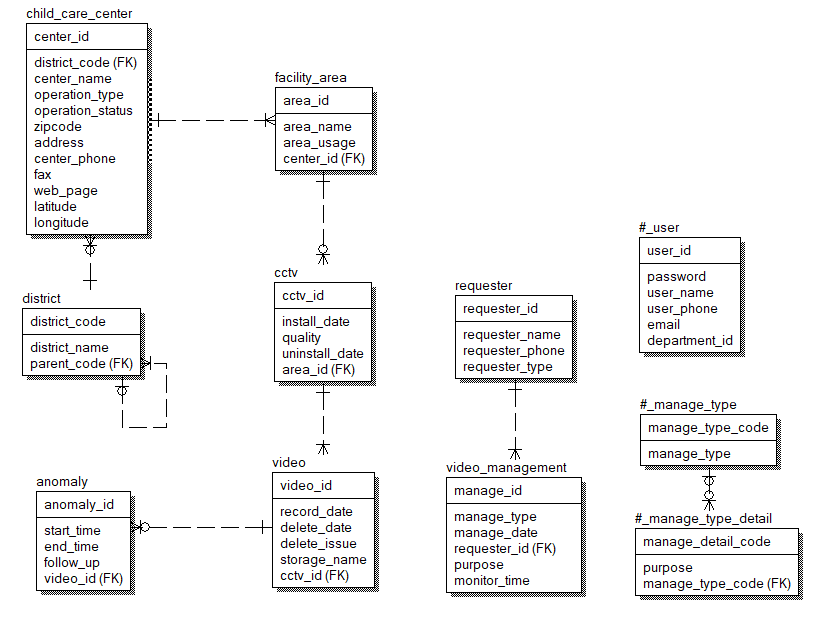 child_care_center
center_id
district_code (FK)
center_name
operation_type
operation_status
zipcode
address
center_phone
fax
web_page
latitude
longitude
facility_area
area_id
area_name
area_usage
center_id (FK)
district
district_code
district_name
parent_code (FK)
cctv
cctv_id
install_date
quality
uninstall_date
area_id (FK)
requester
requester_id
requester_name
requester_phone
requester_type
#_user
user_id
password
user_name
user_phone
email
department_id
anomaly
anomaly_id
start_time
end_time
follow_up
video_id (FK)
video
video_id
record_date
delete_date
delete_issue
storage_name
cctv_id (FK)
video_management
manage_id
manage_type
manage_date
requester_id (FK)
purpose
monitor_time
#_manage_type
manage_type_code
manage_type
#_manage_type_detail
manage_detail_code
purpose
manage_type_code (FK)